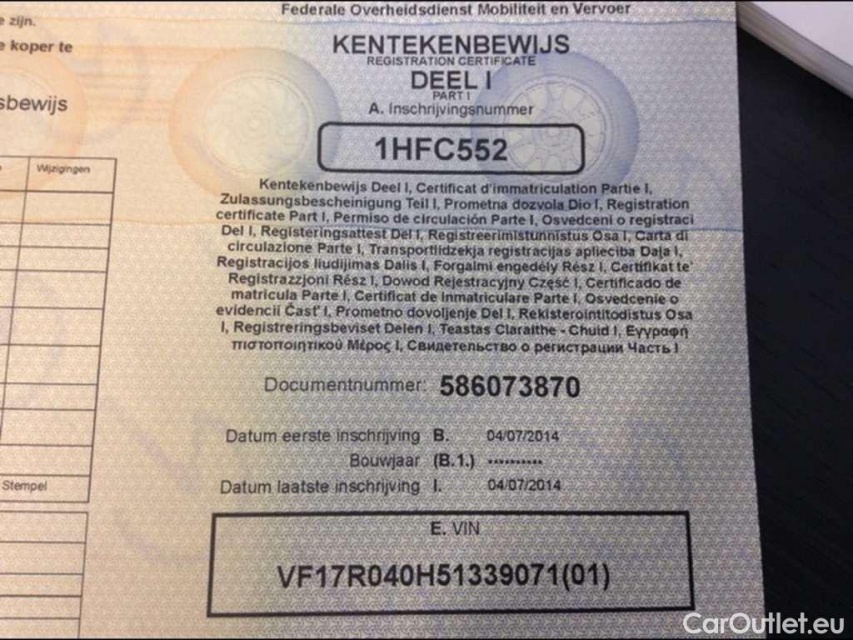 Federale Overheidsdienst Mobiliteit en Vervoer
zijn.
KENTEKENBEWIJS
koper te
REGISTRATION CERTIFICATE
DEEL I
PART I
sbewijs
A. Inschrijvingsnummer
1HFC552
Wijzigingen
Kentekenbewijs Deel I, Certificat d'immatriculation Partie I,
Zulassungsbescheinigung Teil I, Prometna dozvola Dio I, Registration
certificate Part I, Permiso de circulación Parte I, Osvedceni o registraci
Del I, Registeringsattest Del I, Registreerimistunnistus Osa I, Carta di
circulazione Parte I, Transportlidzekja registracijas aplieciba Daja I,
Registracijos liudijimas Dalis I, Forgalmi engedély Rész I, Certifikat te'
Registrazzjoni Rész I, Dowod Rejestracyjny Część I, Certificado de
matricula Parte I, Certificat de Inmatriculare Parte I, Osvedcenie o
evidencii Časť I, Prometno dovoljenje Del I, Rekisterointitodistus Osa
I, Registreringsbeviset Delen I, Teastas Claraithe - Chuid I, Εγγραφή
πιστοποιητικού Μέρος I, Свидетельство о регистрации Часть I
Documentnummer: 586073870
Datum eerste inschrijving B. 04/07/2014
Bouwjaar (B.1.) ----------
Stempel
Datum laatste inschrijving I. 04/07/2014
E. VIN
VF17R040H51339071(01)
CarOutlet.eu